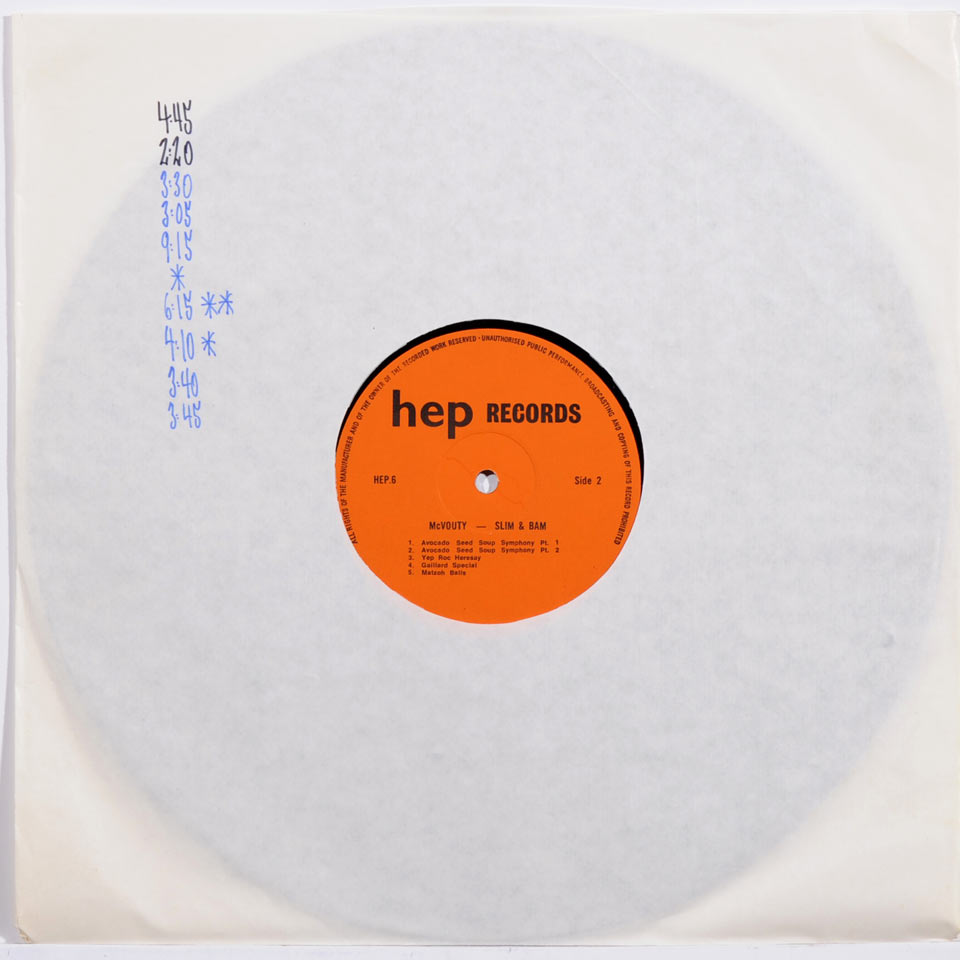 4:45
2:20
3:30
3:05
9:15
*
6:15 **
4:10 *
3:40
3:45
ALL RIGHTS OF THE MANUFACTURER AND OF THE OWNER OF THE RECORDED WORK RESERVED · UNAUTHORISED PUBLIC PERFORMANCE BROADCASTING AND COPYING OF THIS RECORD PROHIBITED
hep RECORDS
HEP.6 Side 2
McVOUTY — SLIM & BAM
1. Avocado Seed Soup Symphony Pt. 1
2. Avocado Seed Soup Symphony Pt. 2
3. Yep Roc Heresay
4. Gaillard Special
5. Matzoh Balls